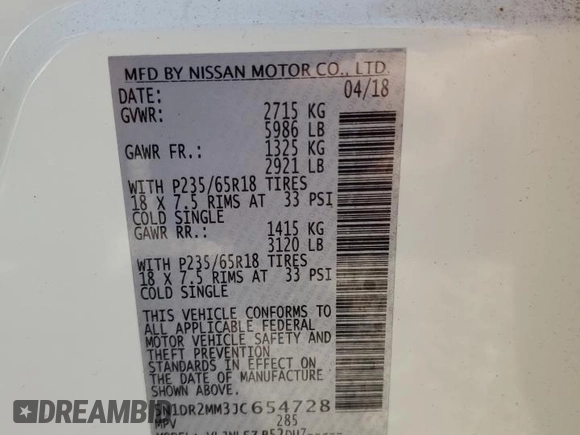 MFD BY NISSAN MOTOR CO., LTD.
DATE: 04/18
GVWR: 2715 KG
5986 LB
GAWR FR.: 1325 KG
2921 LB
WITH P235/65R18 TIRES
18 X 7.5 RIMS AT 33 PSI
COLD SINGLE
GAWR RR.: 1415 KG
3120 LB
WITH P235/65R18 TIRES
18 X 7.5 RIMS AT 33 PSI
COLD SINGLE
THIS VEHICLE CONFORMS TO
ALL APPLICABLE FEDERAL
MOTOR VEHICLE SAFETY AND
THEFT PREVENTION
STANDARDS IN EFFECT ON
THE DATE OF MANUFACTURE
SHOWN ABOVE.
5N1DR2MM3JC654728
MPV 285
AUTOBIDCAR